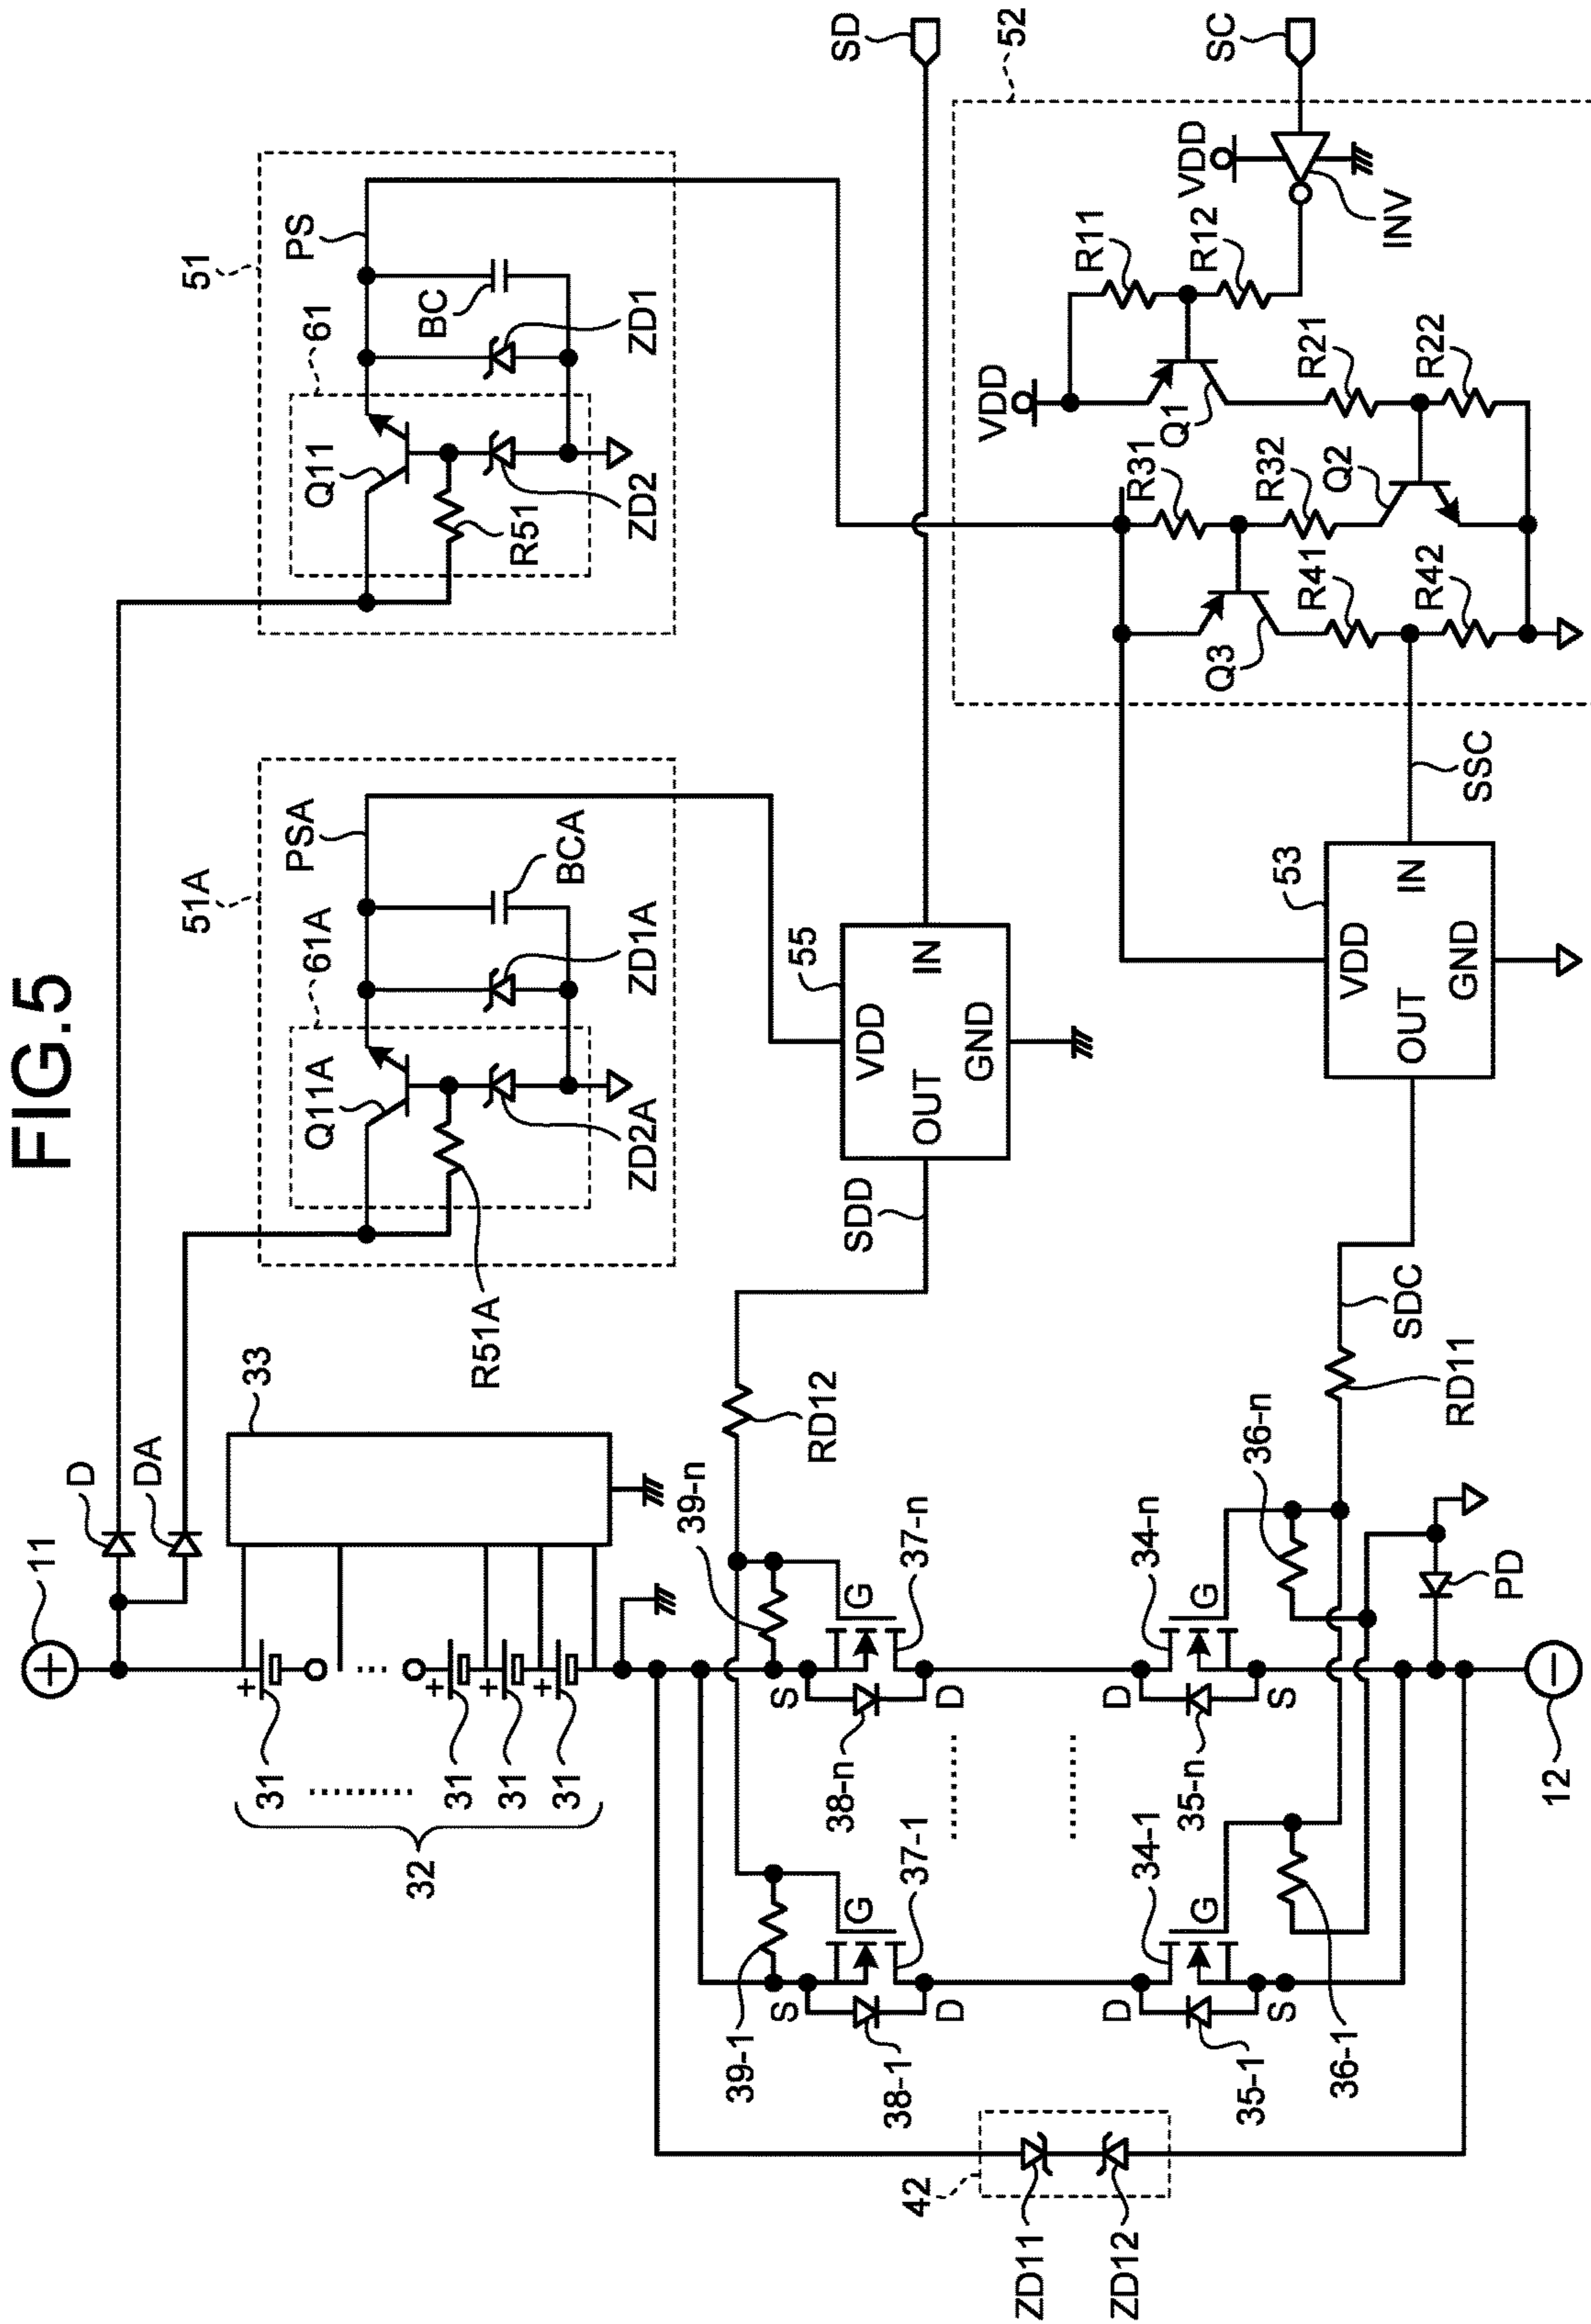 FIG.5
11
+
D
DA
33
51A
61A
PSA
Q11A
BCA
ZD1A
ZD2A
R51A
51
61
PS
Q11
BC
ZD1
ZD2
R51
31
31
31
31
+
+
+
+
32
39-n
RD12
SDD
55
VDD
OUT
IN
GND
SD
39-1
S
G
D
38-1
37-1
S
G
D
38-n
37-n
42
ZD11
ZD12
D
G
S
34-1
35-1
36-1
D
G
S
34-n
35-n
36-n
PD
RD11
SDC
53
VDD
OUT
IN
GND
SSC
52
VDD
VDD
R11
R12
INV
SC
Q1
R21
R22
R31
R32
Q2
Q3
R41
R42
12
−